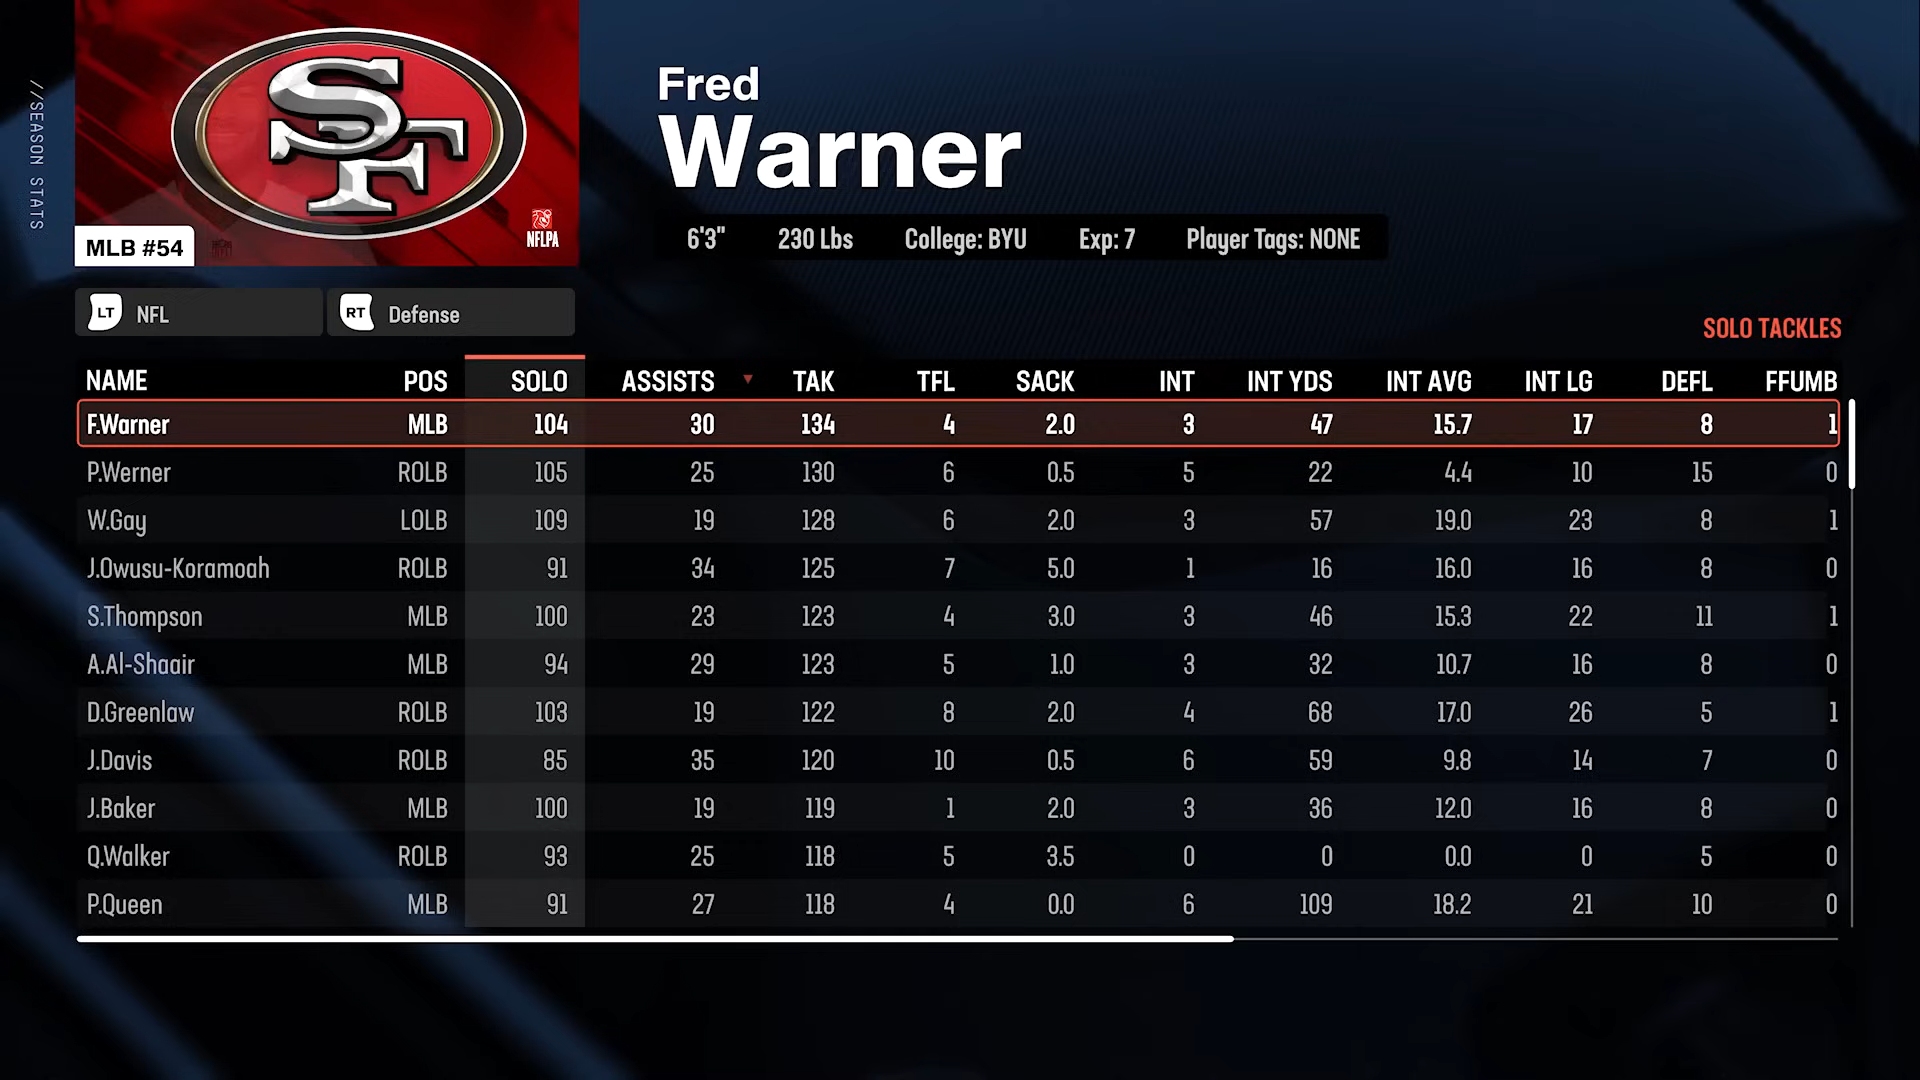 //SEASON STATS
SF
NFLPA
MLB #54
Fred
Warner
6'3" 230 Lbs College: BYU Exp: 7 Player Tags: NONE
LT NFL RT Defense
SOLO TACKLES
NAME POS SOLO ASSISTS TAK TFL SACK INT INT YDS INT AVG INT LG DEFL FFUMB
F.Warner MLB 104 30 134 4 2.0 3 47 15.7 17 8 1
P.Werner ROLB 105 25 130 6 0.5 5 22 4.4 10 15 0
W.Gay LOLB 109 19 128 6 2.0 3 57 19.0 23 8 1
J.Owusu-Koramoah ROLB 91 34 125 7 5.0 1 16 16.0 16 8 0
S.Thompson MLB 100 23 123 4 3.0 3 46 15.3 22 11 1
A.Al-Shaair MLB 94 29 123 5 1.0 3 32 10.7 16 8 0
D.Greenlaw ROLB 103 19 122 8 2.0 4 68 17.0 26 5 1
J.Davis ROLB 85 35 120 10 0.5 6 59 9.8 14 7 0
J.Baker MLB 100 19 119 1 2.0 3 36 12.0 16 8 0
Q.Walker ROLB 93 25 118 5 3.5 0 0 0.0 0 5 0
P.Queen MLB 91 27 118 4 0.0 6 109 18.2 21 10 0